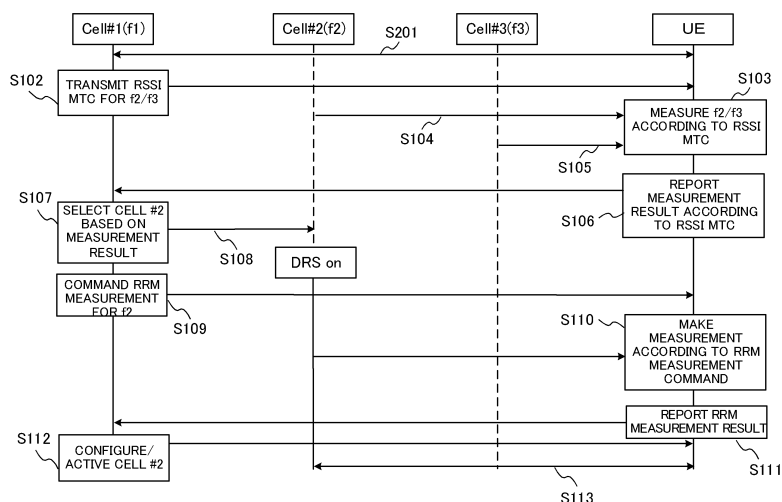 Cell#1(f1)
Cell#2(f2)
Cell#3(f3)
UE
S201
S102
TRANSMIT RSSI
MTC FOR f2/f3
S103
MEASURE f2/f3
ACCORDING TO RSSI
MTC
S104
S105
S107
SELECT CELL #2
BASED ON
MEASUREMENT
RESULT
S108
REPORT
MEASUREMENT
RESULT ACCORDING
TO RSSI MTC
S106
DRS on
COMMAND RRM
MEASUREMENT
FOR f2
S109
S110
MAKE
MEASUREMENT
ACCORDING TO RRM
MEASUREMENT
COMMAND
REPORT RRM
MEASUREMENT RESULT
S111
S112
CONFIGURE/
ACTIVE CELL #2
S113